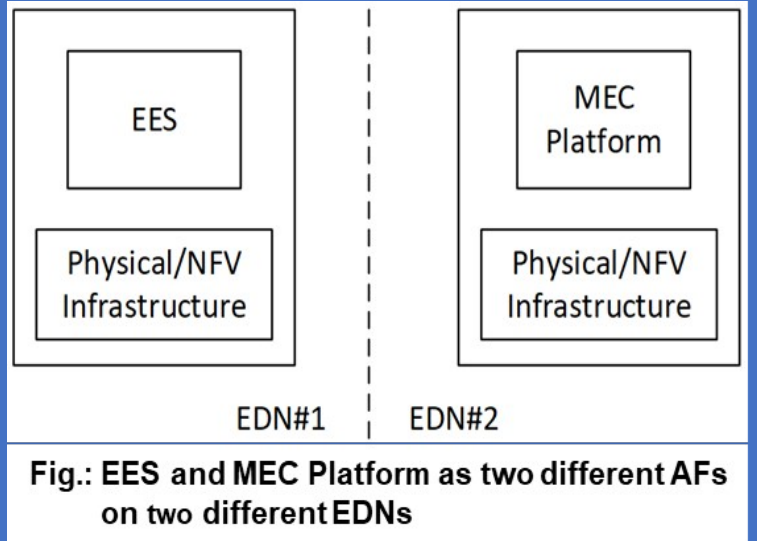 EES
MEC
Platform
Physical/NFV
Infrastructure
Physical/NFV
Infrastructure
EDN#1
EDN#2
Fig.: EES and MEC Platform as two different AFs
on two different EDNs